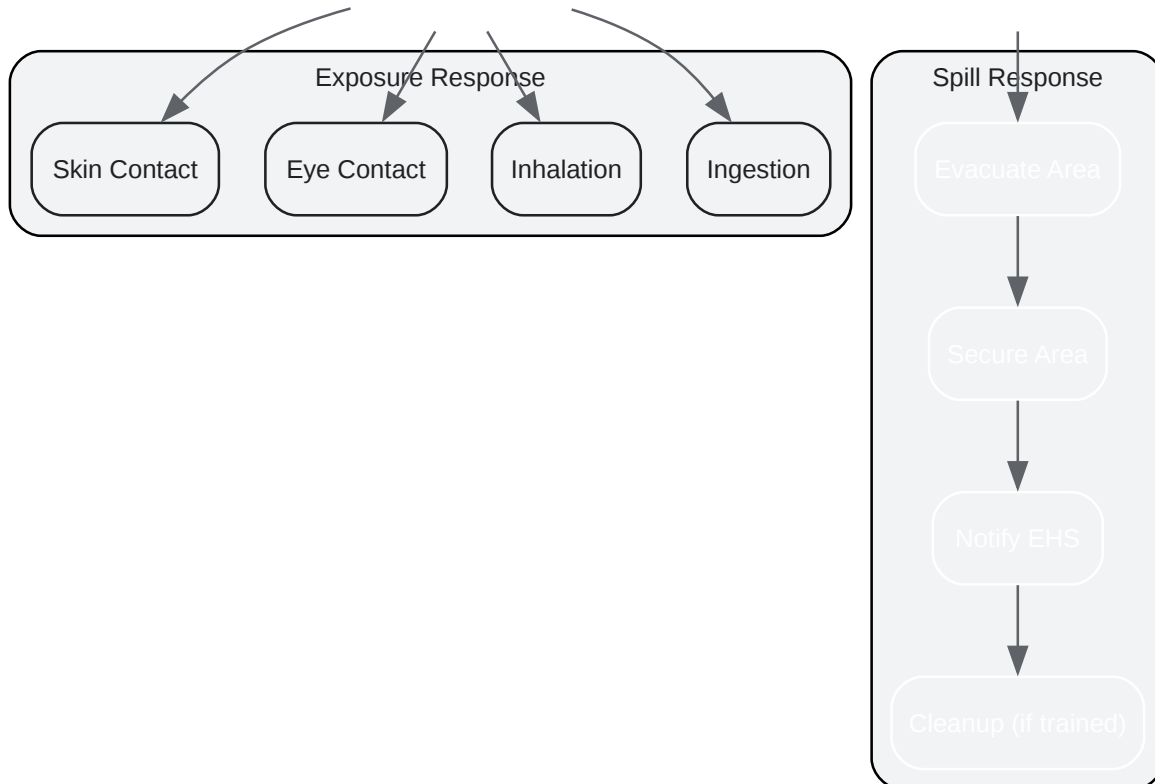 Exposure Response
Spill Response
Skin Contact
Eye Contact
Inhalation
Ingestion
Evacuate Area
Secure Area
Notify EHS
Cleanup (if trained)